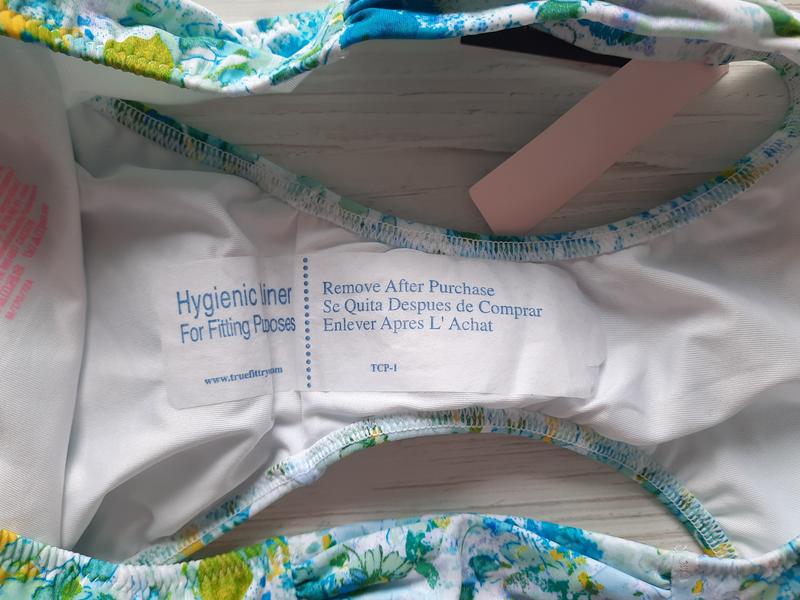 Hygienic liner
For Fitting Puposes
www.truefittry.com
Remove After Purchase
Se Quita Despues de Comprar
Enlever Apres L' Achat
TCP-1